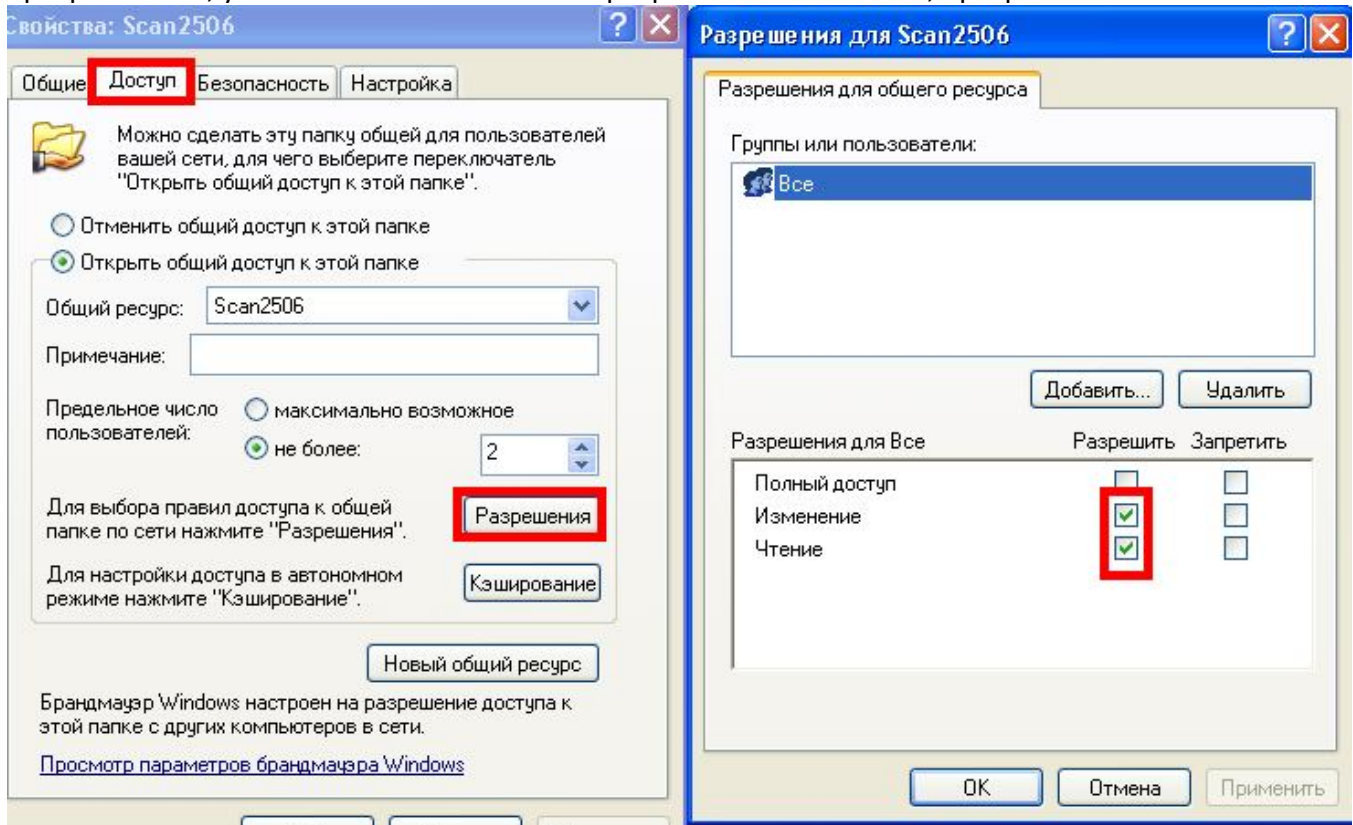 Свойства: Scan2506
Общие Доступ Безопасность Настройка
Можно сделать эту папку общей для пользователей
вашей сети, для чего выберите переключатель
"Открыть общий доступ к этой папке".
Отменить общий доступ к этой папке
Открыть общий доступ к этой папке
Общий ресурс: Scan2506
Примечание:
Предельное число
пользователей:
максимально возможное
не более: 2
Для выбора правил доступа к общей
папке по сети нажмите "Разрешения".
Разрешения
Для настройки доступа в автономном
режиме нажмите "Кэширование".
Кэширование
Новый общий ресурс
Брандмауэр Windows настроен на разрешение доступа к
этой папке с других компьютеров в сети.
Просмотр параметров брандмауэра Windows
Разрешения для Scan2506
Разрешения для общего ресурса
Группы или пользователи:
Все
Добавить... Удалить
Разрешения для Все Разрешить Запретить
Полный доступ
Изменение
Чтение
OK Отмена Применить